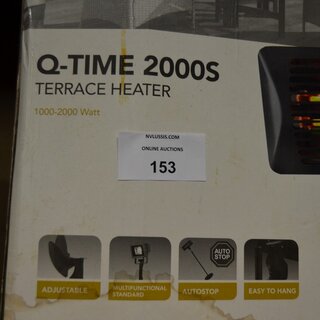 Q-TIME 2000S
TERRACE HEATER
1000-2000 Watt
NVLUSSIS.COM
ONLINE AUCTIONS
153
AUTO
STOP
ADJUSTABLE
MULTIFUNCTIONAL
STANDARD
AUTOSTOP
EASY TO HANG